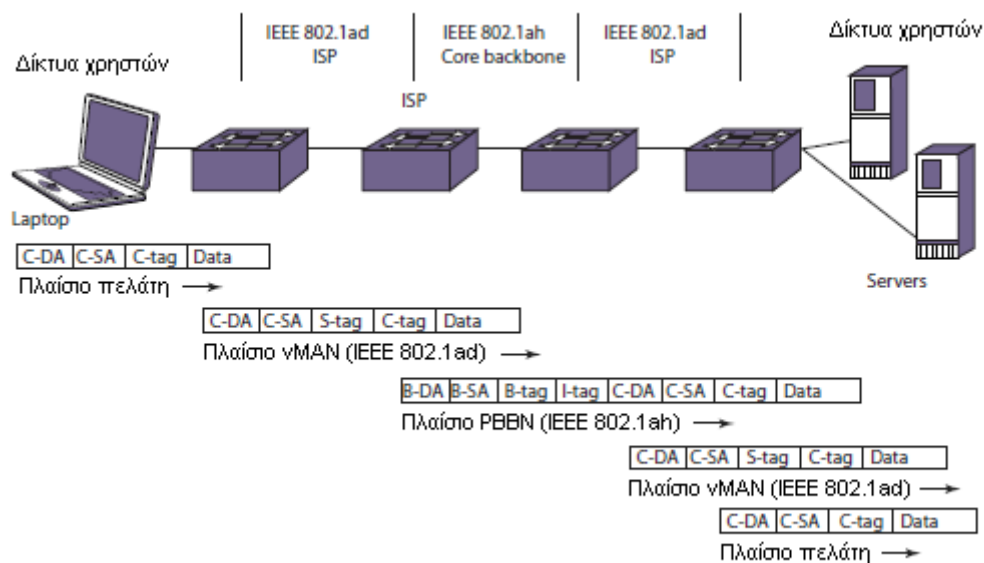 IEEE 802.1ad
ISP
IEEE 802.1ah
Core backbone
IEEE 802.1ad
ISP
Δίκτυα χρηστών
Δίκτυα χρηστών
ISP
Laptop
Servers
C-DA C-SA C-tag Data
Πλαίσιο πελάτη
C-DA C-SA S-tag C-tag Data
Πλαίσιο vMAN (IEEE 802.1ad)
B-DA B-SA B-tag I-tag C-DA C-SA C-tag Data
Πλαίσιο PBBN (IEEE 802.1ah)
C-DA C-SA S-tag C-tag Data
Πλαίσιο vMAN (IEEE 802.1ad)
C-DA C-SA C-tag Data
Πλαίσιο πελάτη